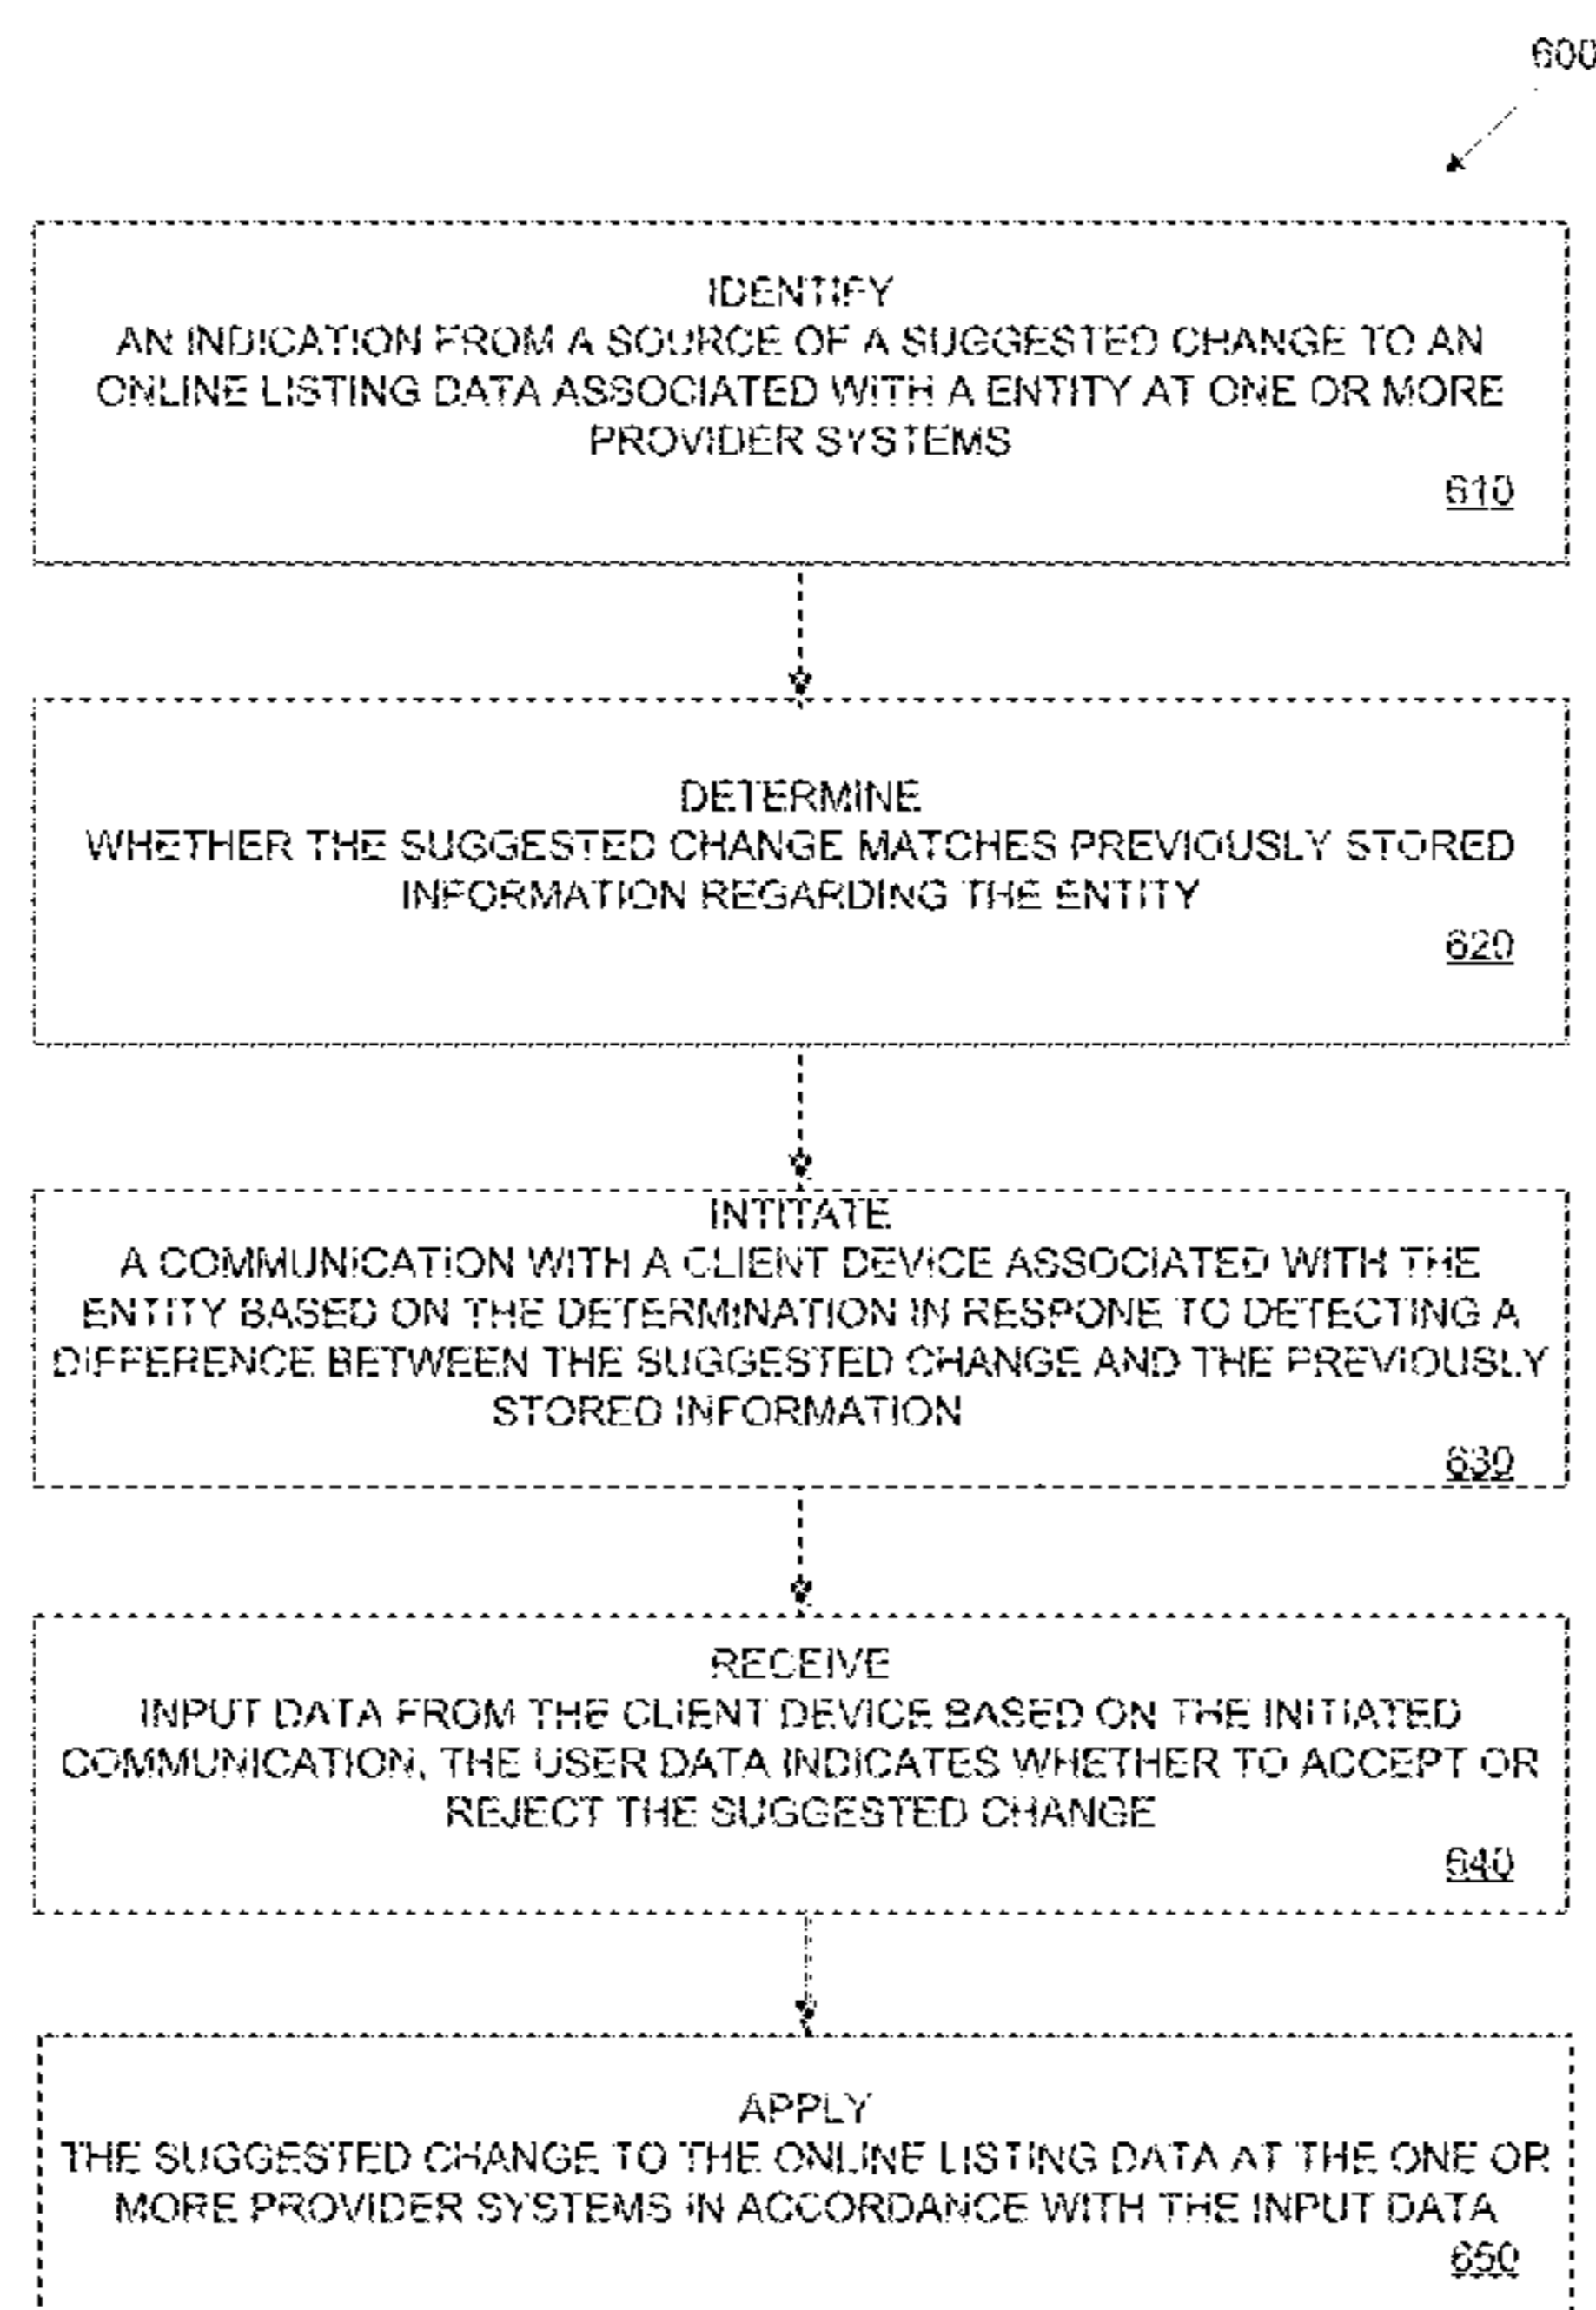 600
IDENTIFY
AN INDICATION FROM A SOURCE OF A SUGGESTED CHANGE TO AN
ONLINE LISTING DATA ASSOCIATED WITH A ENTITY AT ONE OR MORE
PROVIDER SYSTEMS
610
DETERMINE
WHETHER THE SUGGESTED CHANGE MATCHES PREVIOUSLY STORED
INFORMATION REGARDING THE ENTITY
620
INTITATE
A COMMUNICATION WITH A CLIENT DEVICE ASSOCIATED WITH THE
ENTITY BASED ON THE DETERMINATION IN RESPONE TO DETECTING A
DIFFERENCE BETWEEN THE SUGGESTED CHANGE AND THE PREVIOUSLY
STORED INFORMATION
630
RECEIVE
INPUT DATA FROM THE CLIENT DEVICE BASED ON THE INITIATED
COMMUNICATION, THE USER DATA INDICATES WHETHER TO ACCEPT OR
REJECT THE SUGGESTED CHANGE
640
APPLY
THE SUGGESTED CHANGE TO THE ONLINE LISTING DATA AT THE ONE OR
MORE PROVIDER SYSTEMS IN ACCORDANCE WITH THE INPUT DATA
650